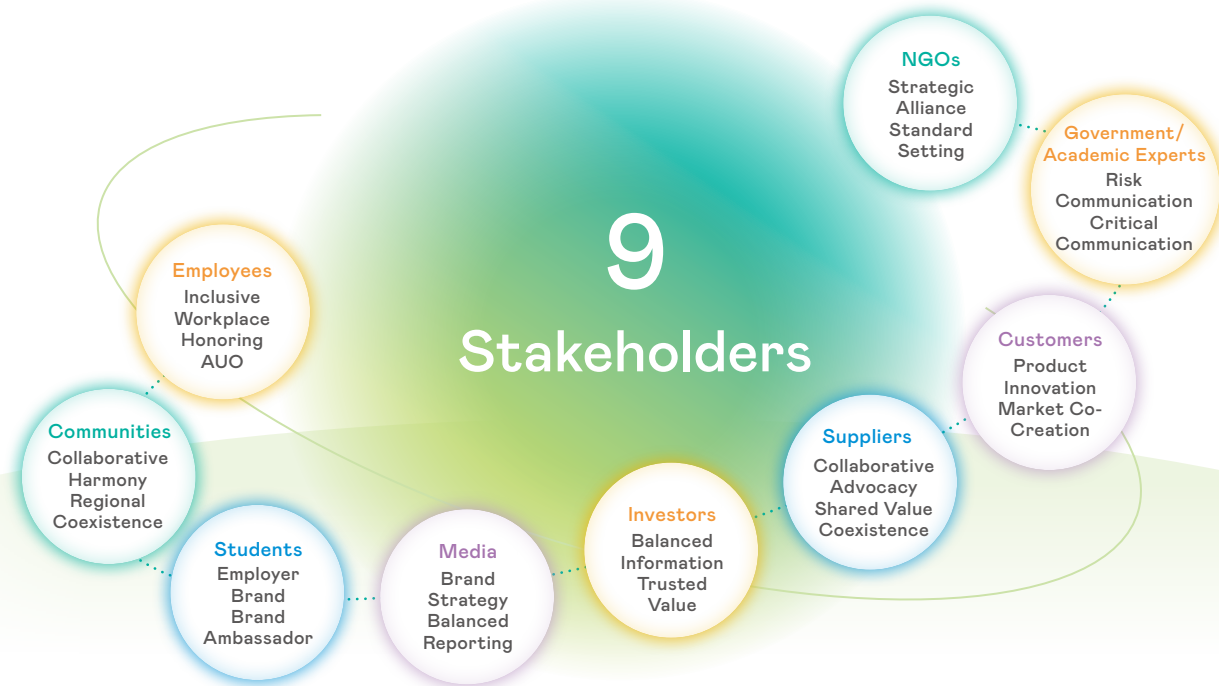 9
Stakeholders
NGOs
Strategic
Alliance
Standard
Setting
Government/
Academic Experts
Risk
Communication
Critical
Communication
Customers
Product
Innovation
Market Co-
Creation
Suppliers
Collaborative
Advocacy
Shared Value
Coexistence
Investors
Balanced
Information
Trusted
Value
Media
Brand
Strategy
Balanced
Reporting
Students
Employer
Brand
Brand
Ambassador
Communities
Collaborative
Harmony
Regional
Coexistence
Employees
Inclusive
Workplace
Honoring
AUO